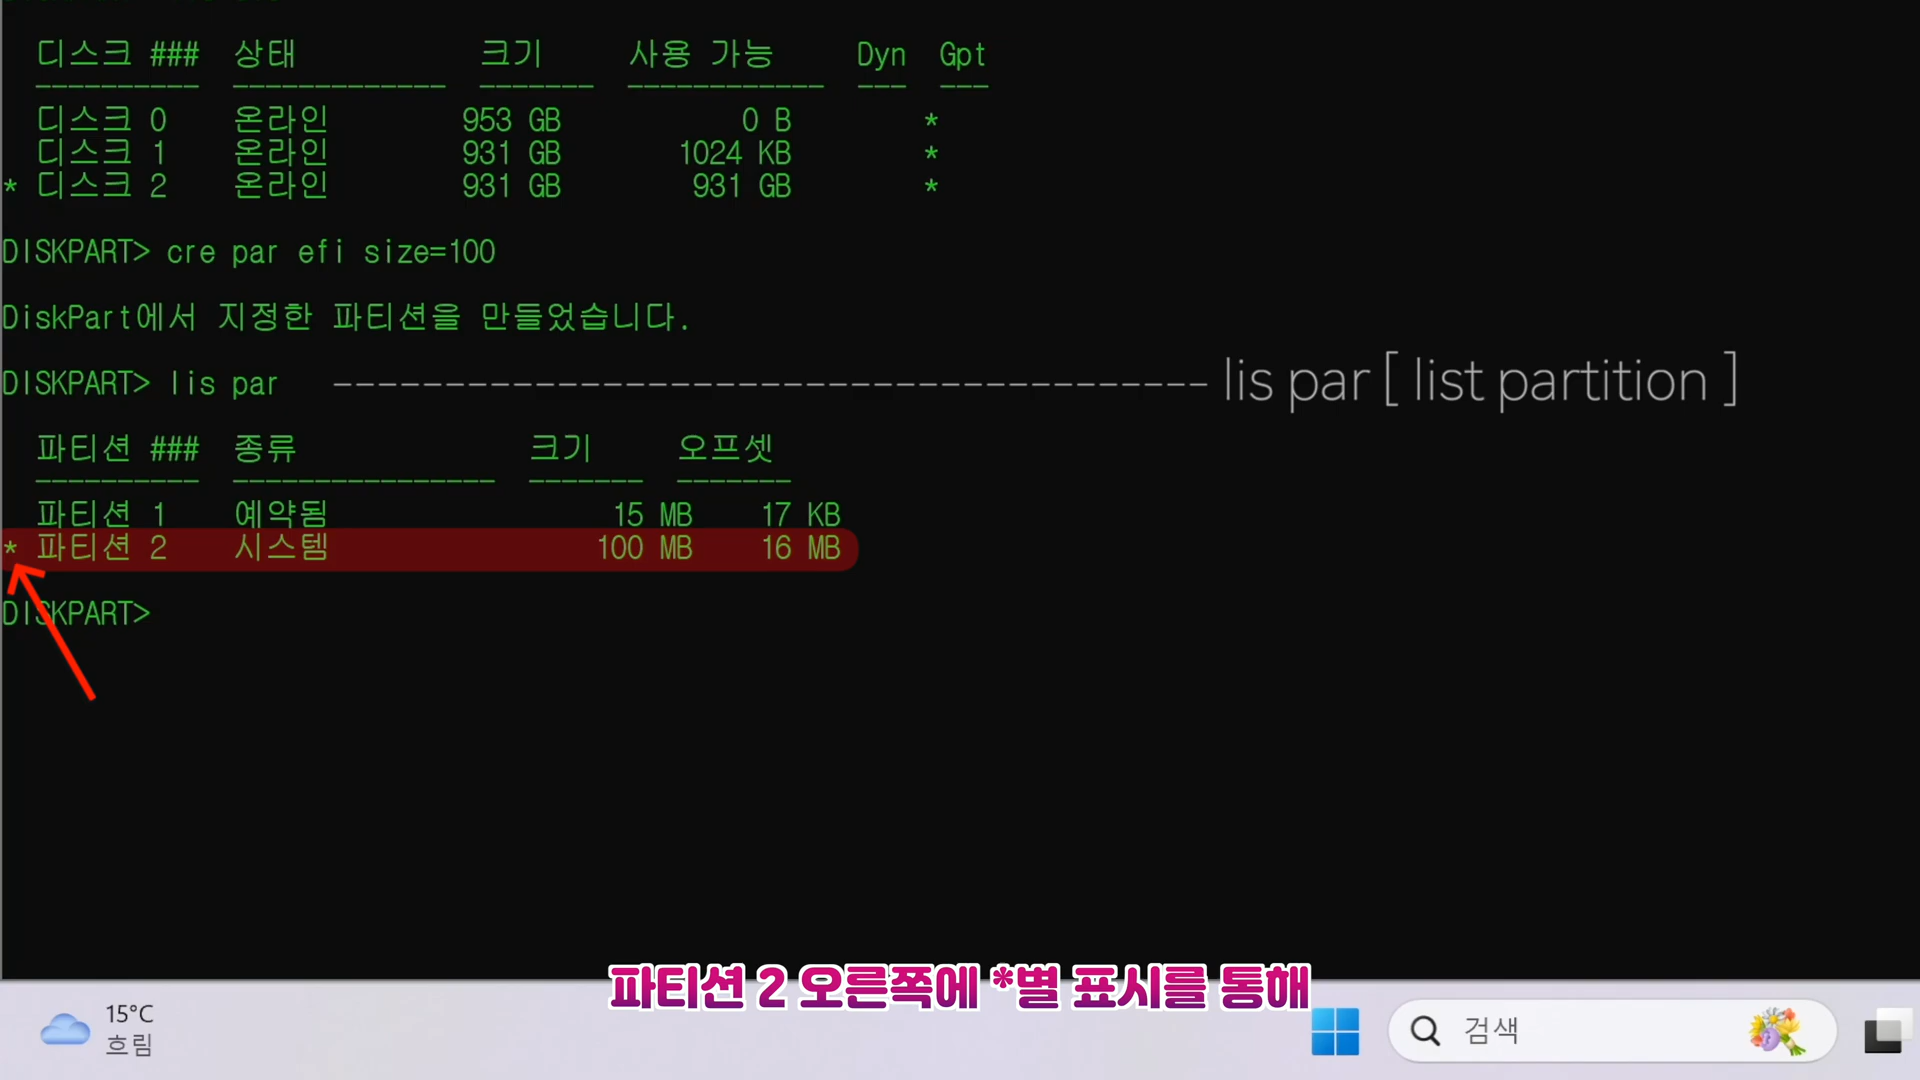 디스크 ### 상태 크기 사용 가능 Dyn Gpt
---------- ------------- ------- ------------ --- ---
디스크 0 온라인 953 GB 0 B *
디스크 1 온라인 931 GB 1024 KB *
* 디스크 2 온라인 931 GB 931 GB *
DISKPART> cre par efi size=100
DiskPart에서 지정한 파티션을 만들었습니다.
DISKPART> lis par --------------------------------------- lis par [ list partition ]
파티션 ### 종류 크기 오프셋
---------- ---------------- ------- -------
파티션 1 예약됨 15 MB 17 KB
* 파티션 2 시스템 100 MB 16 MB
DISKPART>
파티션 2 오른쪽에 *별 표시를 통해
15°C
흐림
검색